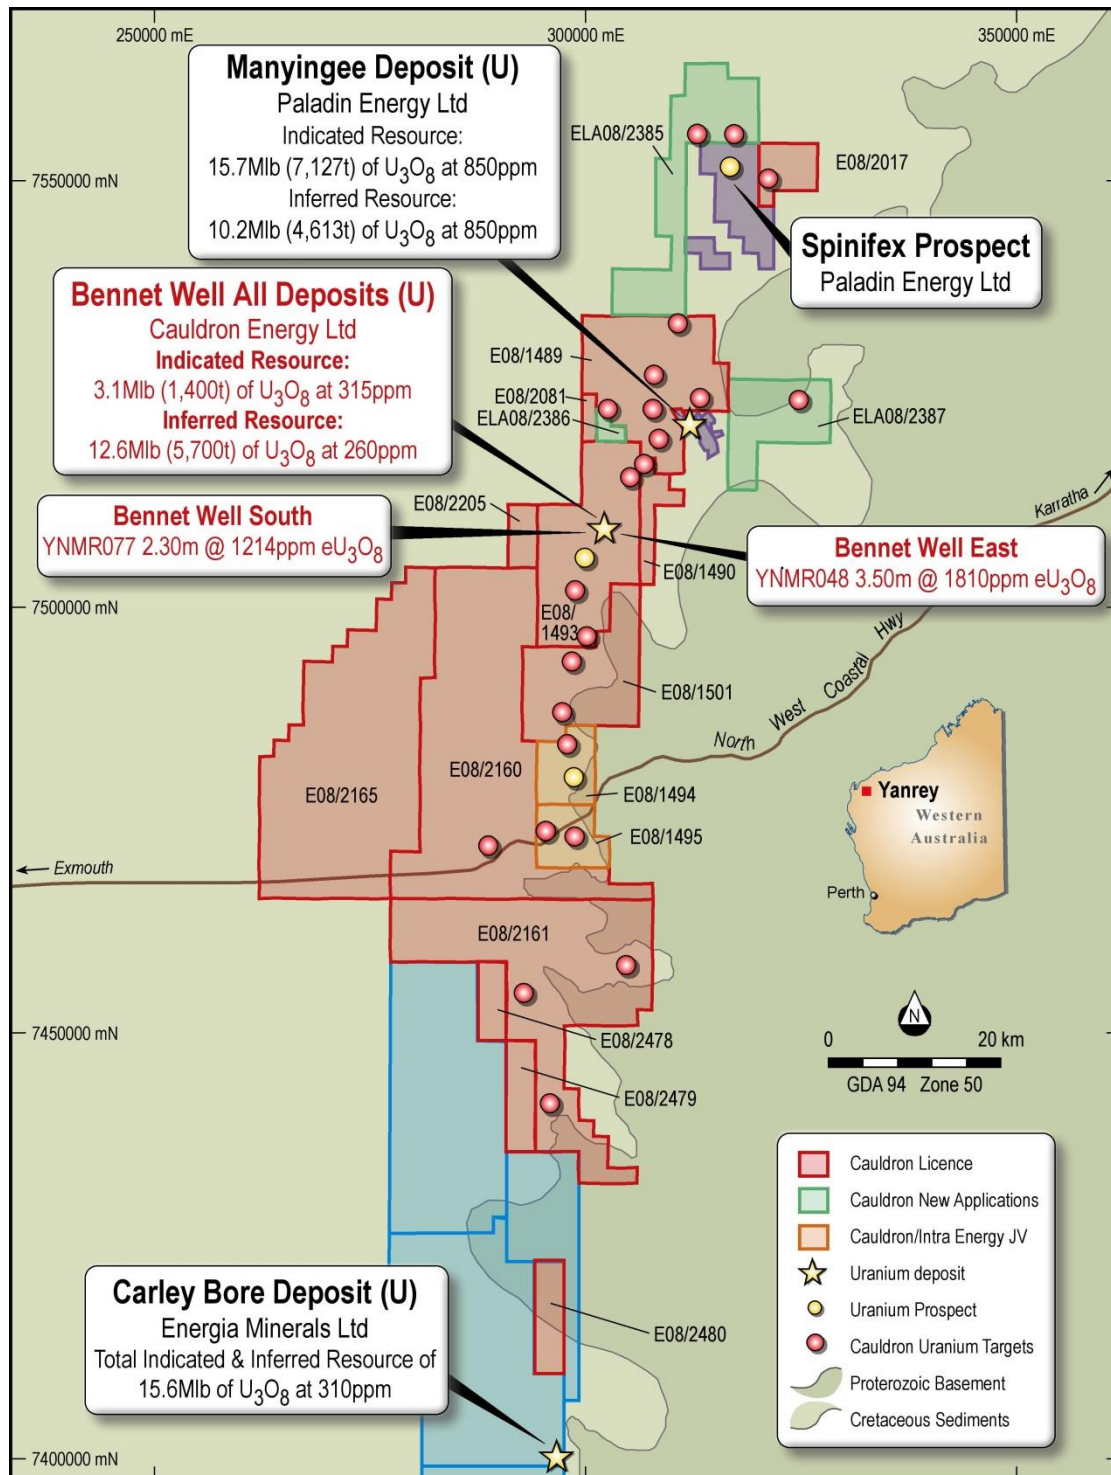 250000 mE
300000 mE
350000 mE
Manyingee Deposit (U)
Paladin Energy Ltd
Indicated Resource:
15.7Mlb (7,127t) of U₃O₈ at 850ppm
Inferred Resource:
10.2Mlb (4,613t) of U₃O₈ at 850ppm
ELA08/2385
E08/2017
7550000 mN
Spinifex Prospect
Paladin Energy Ltd
Bennet Well All Deposits (U)
Cauldron Energy Ltd
Indicated Resource:
3.1Mlb (1,400t) of U₃O₈ at 315ppm
Inferred Resource:
12.6Mlb (5,700t) of U₃O₈ at 260ppm
E08/1489
E08/2081
ELA08/2386
ELA08/2387
E08/2205
Karratha
Bennet Well South
YNMR077 2.30m @ 1214ppm eU₃O₈
Bennet Well East
YNMR048 3.50m @ 1810ppm eU₃O₈
E08/1490
7500000 mN
E08/
1493
E08/1501
North West Coastal Hwy
E08/2160
E08/2165
E08/1494
E08/1495
Yanrey
Western
Australia
Perth
Exmouth
E08/2161
7450000 mN
E08/2478
E08/2479
N
0 20 km
GDA 94 Zone 50
Cauldron Licence
Cauldron New Applications
Cauldron/Intra Energy JV
Uranium deposit
Uranium Prospect
Cauldron Uranium Targets
Proterozoic Basement
Cretaceous Sediments
Carley Bore Deposit (U)
Energia Minerals Ltd
Total Indicated & Inferred Resource of
15.6Mlb of U₃O₈ at 310ppm
E08/2480
7400000 mN